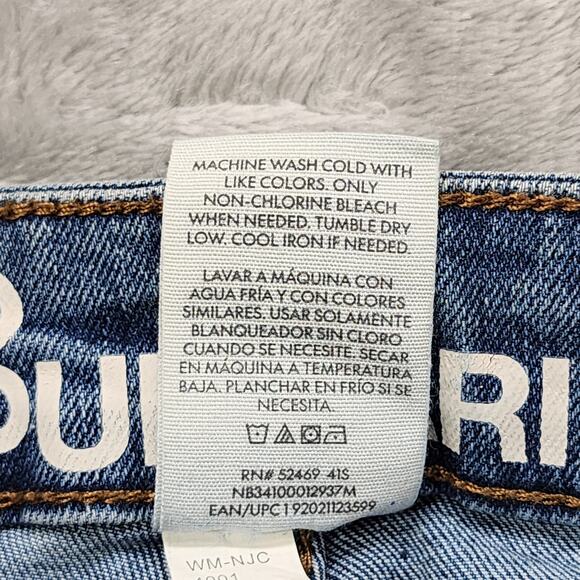 MACHINE WASH COLD WITH
LIKE COLORS. ONLY
NON-CHLORINE BLEACH
WHEN NEEDED. TUMBLE DRY
LOW. COOL IRON IF NEEDED.
LAVAR A MÁQUINA CON
AGUA FRÍA Y CON COLORES
SIMILARES. USAR SOLAMENTE
BLANQUEADOR SIN CLORO
CUANDO SE NECESITE. SECAR
EN MÁQUINA A TEMPERATURA
BAJA. PLANCHAR EN FRÍO SI SE
NECESITA.
RN# 52469 41S
NB34100012937M
EAN/UPC 192021123599
WM-NJC